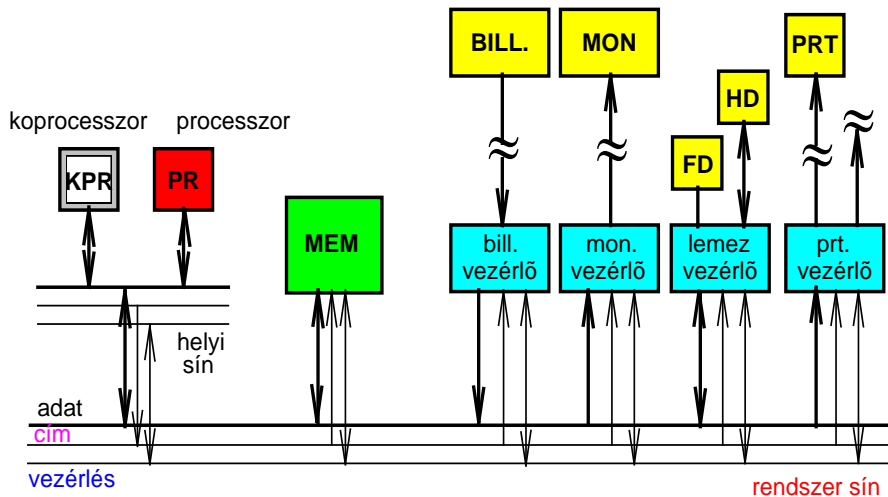 BILL.
MON
PRT
HD
koprocesszor
processzor
KPR
PR
FD
MEM
bill.
vezérlõ
mon.
vezérlõ
lemez
vezérlõ
prt.
vezérlõ
helyi
sín
adat
cím
vezérlés
rendszer sín